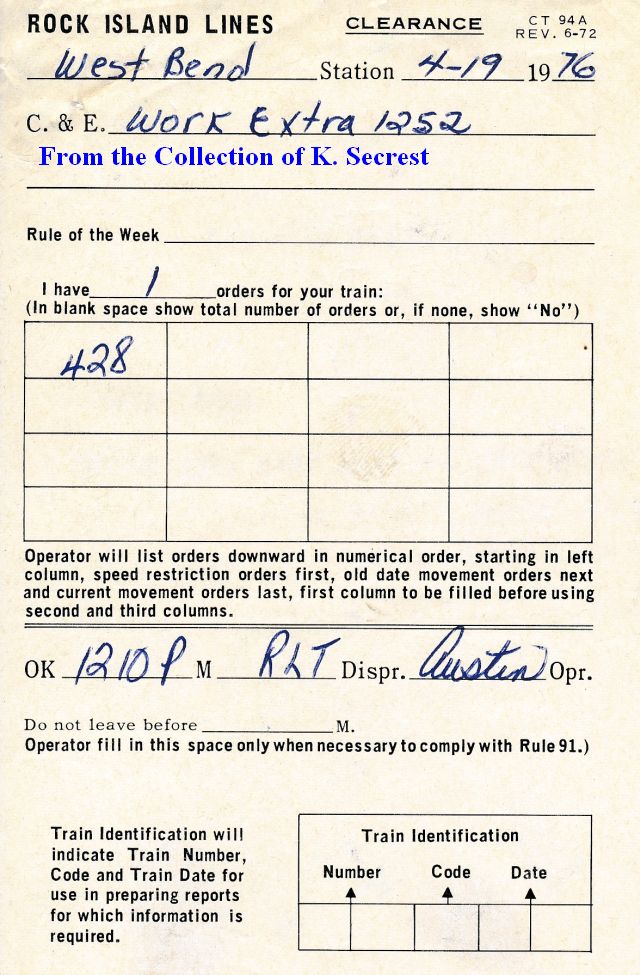 ROCK ISLAND LINES CLEARANCE CT 94A
REV. 6-72
West Bend Station 4-19 1976
C. & E. Work Extra 1252
From the Collection of K. Secrest
Rule of the Week
I have 1 orders for your train:
(In blank space show total number of orders or, if none, show "No")
428
Operator will list orders downward in numerical order, starting in left
column, speed restriction orders first, old date movement orders next
and current movement orders last, first column to be filled before using
second and third columns.
OK 1210 P M RLT Dispr. Austin Opr.
Do not leave before M.
Operator fill in this space only when necessary to comply with Rule 91.)
Train Identification will
indicate Train Number,
Code and Train Date for
use in preparing reports
for which information is
required.
Train Identification
Number Code Date